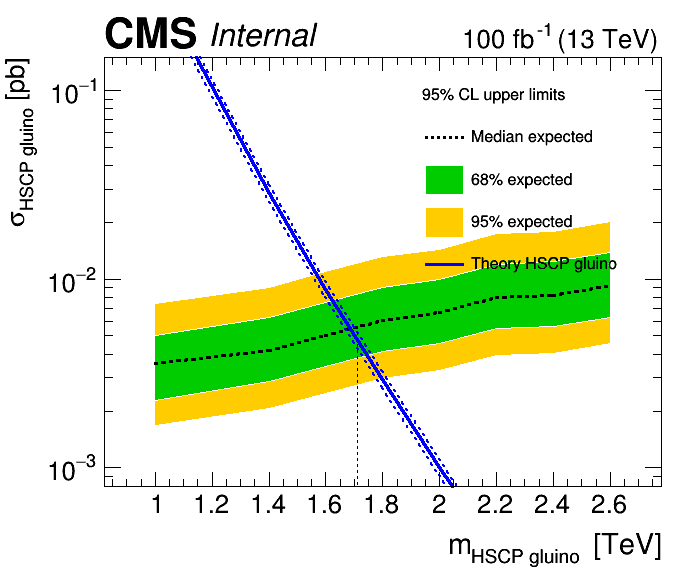 CMS Internal 100 fb⁻¹ (13 TeV)
σHSCP gluino [pb]
95% CL upper limits
Median expected
68% expected
95% expected
Theory HSCP gluino
10⁻¹
10⁻²
10⁻³
1 1.2 1.4 1.6 1.8 2 2.2 2.4 2.6
mHSCP gluino [TeV]